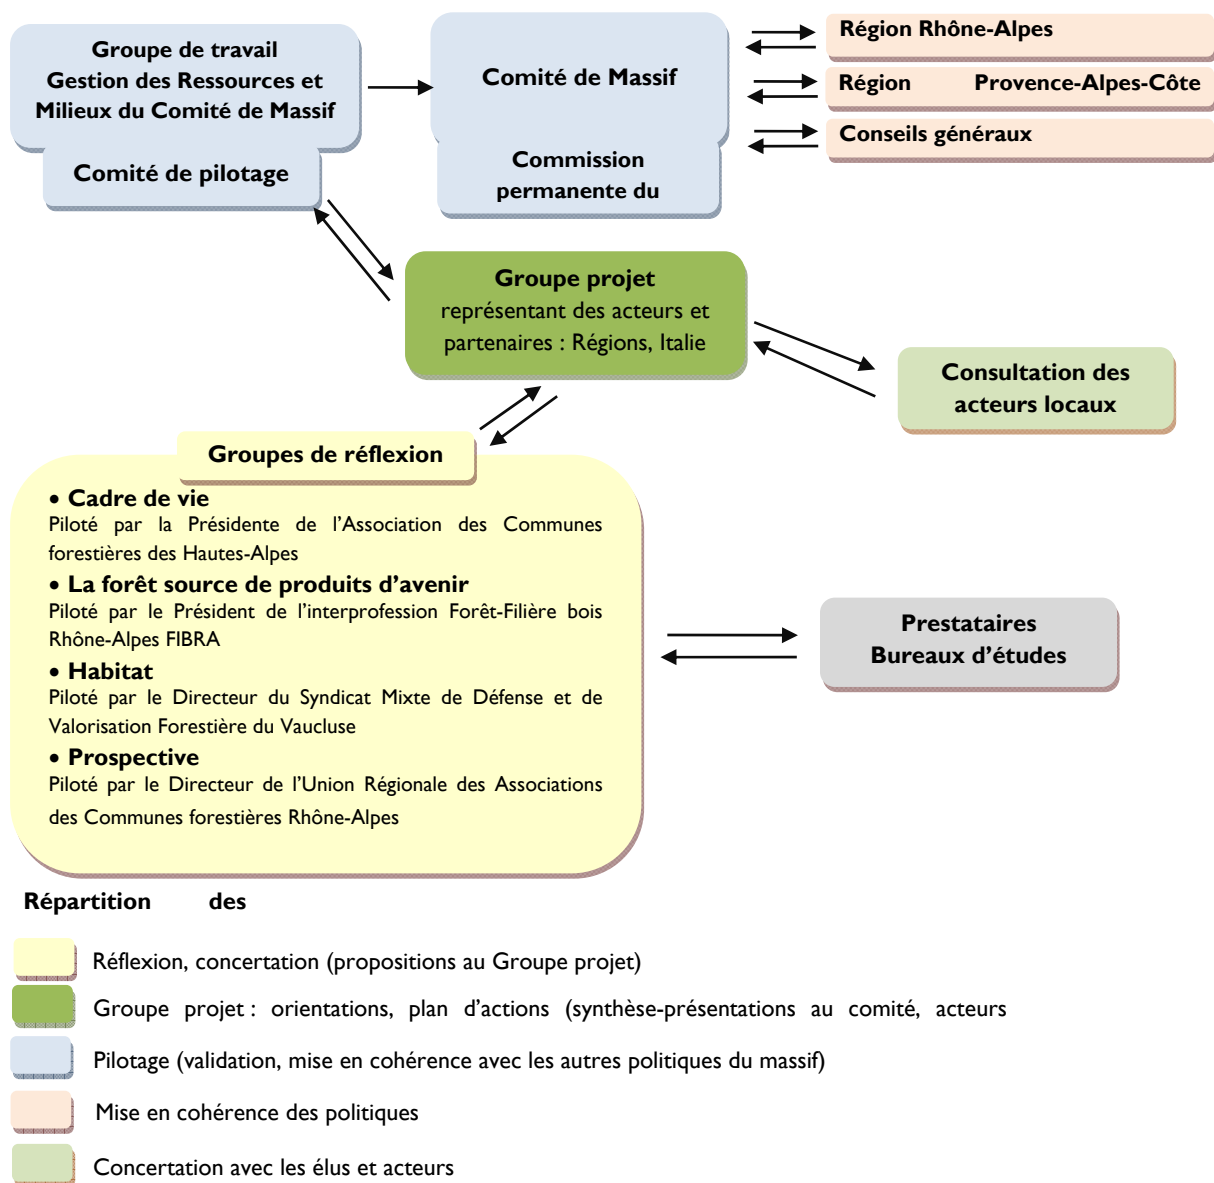 Groupe de travail
Gestion des Ressources et
Milieux du Comité de Massif
Comité de pilotage
Comité de Massif
Commission
permanente du
Région Rhône-Alpes
Région Provence-Alpes-Côte
Conseils généraux
Groupe projet
représentant des acteurs et
partenaires : Régions, Italie
Consultation des
acteurs locaux
Groupes de réflexion
• Cadre de vie
Piloté par la Présidente de l’Association des Communes
forestières des Hautes-Alpes
• La forêt source de produits d’avenir
Piloté par le Président de l’interprofession Forêt-Filière bois
Rhône-Alpes FIBRA
• Habitat
Piloté par le Directeur du Syndicat Mixte de Défense et de
Valorisation Forestière du Vaucluse
• Prospective
Piloté par le Directeur de l’Union Régionale des Associations
des Communes forestières Rhône-Alpes
Prestataires
Bureaux d’études
Répartition des
Réflexion, concertation (propositions au Groupe projet)
Groupe projet : orientations, plan d’actions (synthèse-présentations au comité, acteurs
Pilotage (validation, mise en cohérence avec les autres politiques du massif)
Mise en cohérence des politiques
Concertation avec les élus et acteurs